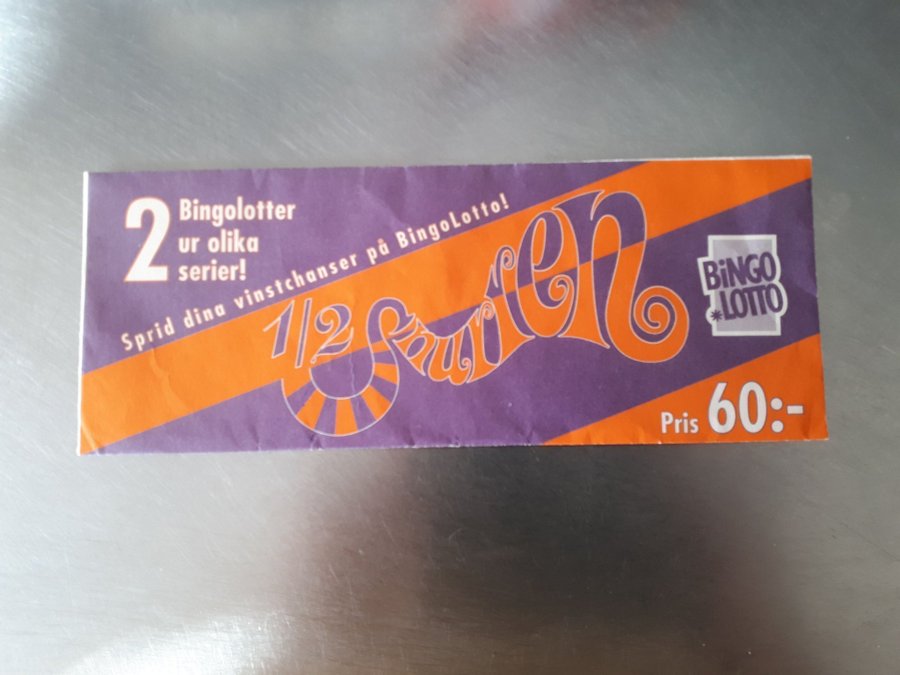 2 Bingolotter
ur olika
serier!
Sprid dina vinstchanser på BingoLotto!
1/2 Snurren
BiNGO
LOTTO
Pris 60:-